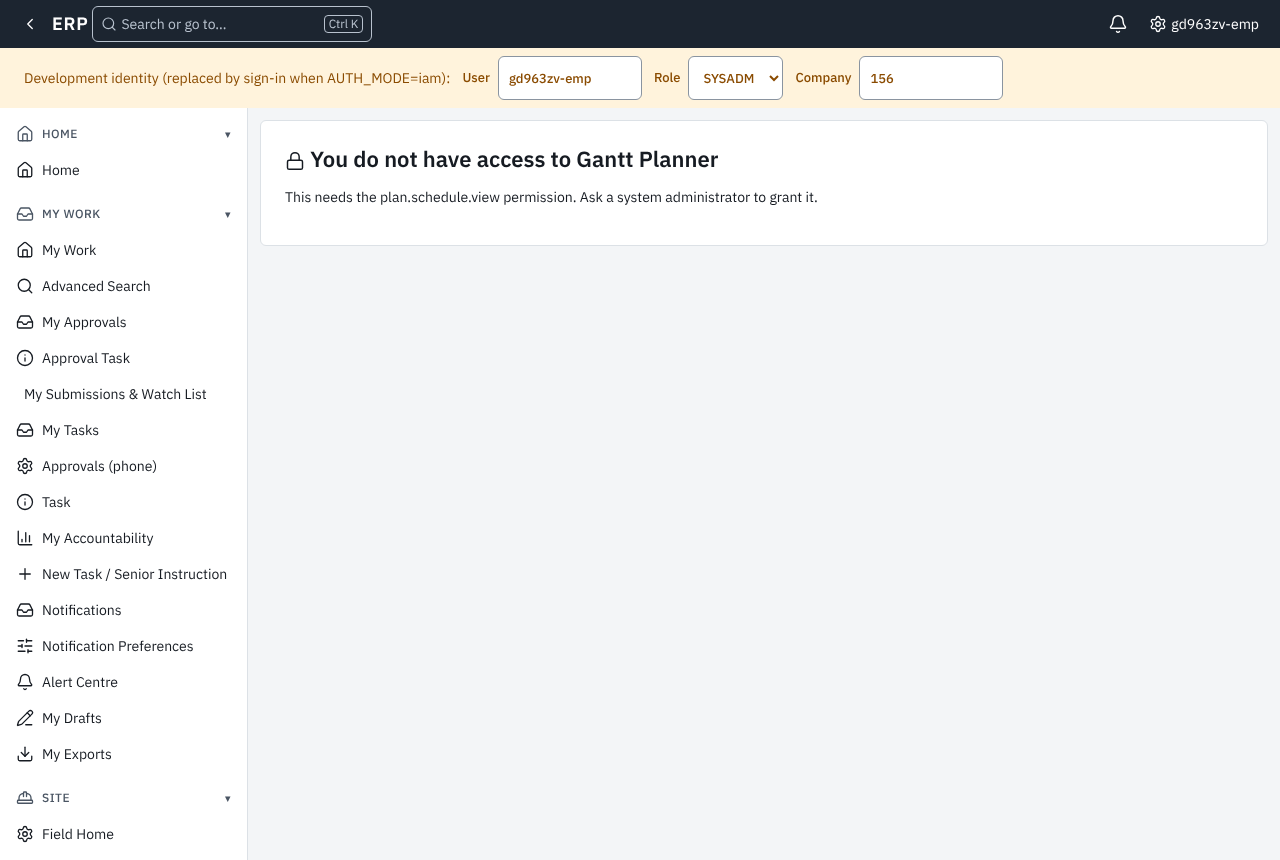 ERP
Search or go to...
Ctrl K
gd963zv-emp
Development identity (replaced by sign-in when AUTH_MODE=iam):
User
gd963zv-emp
Role
SYSADM
Company
156
HOME
Home
MY WORK
My Work
Advanced Search
My Approvals
Approval Task
My Submissions & Watch List
My Tasks
Approvals (phone)
Task
My Accountability
New Task / Senior Instruction
Notifications
Notification Preferences
Alert Centre
My Drafts
My Exports
SITE
Field Home
You do not have access to Gantt Planner
This needs the plan.schedule.view permission. Ask a system administrator to grant it.